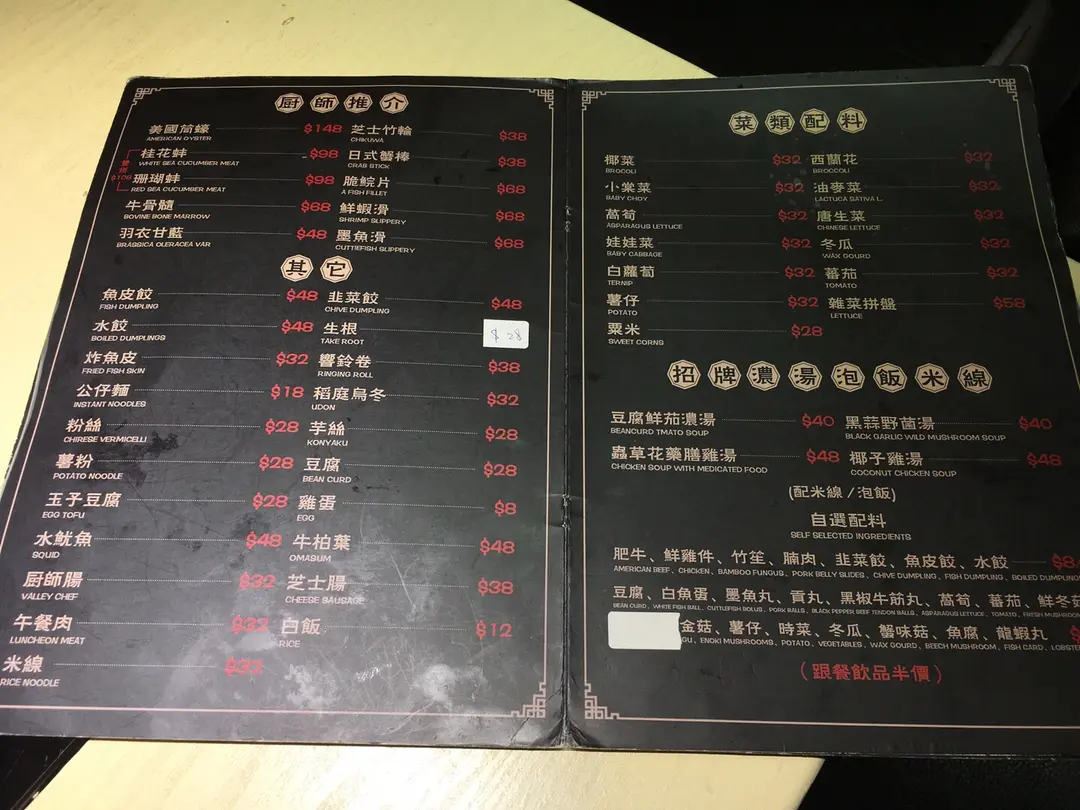 厨師推介
美國筒蠔 $148
AMERICAN OYSTER
桂花蚌 $98
WHITE SEA CUCUMBER MEAT
珊瑚蚌 $98
RED SEA CUCUMBER MEAT
牛骨髓 $68
BOVINE BONE MARROW
羽衣甘藍 $48
BRASSICA OLERACEA VAR
芝士竹輪 $38
CHIKUWA
日式蟹棒 $38
CRAB STICK
脆鯇片 $68
A FISH FILLET
鮮蝦滑 $68
SHRIMP SLIPPERY
墨魚滑 $68
CUTTIEFISH SLIPPERY
其它
魚皮餃 $48
FISH DUMPLING
水餃 $48
BOILED DUMPLINGS
炸魚皮 $32
FRIED FISH SKIN
公仔麵 $18
INSTANT NOODLES
粉絲 $28
CHIRESE VERMICELLI
薯粉 $28
POTATO NOODLE
玉子豆腐 $28
EGG TOFU
水魷魚 $48
SQUID
厨師腸 $32
VALLEY CHEF
午餐肉 $32
LUNCHEON MEAT
米線 $32
RICE NOODLE
韭菜餃 $48
CHIVE DUMPLING
生根 $28
TAKE ROOT
響鈴卷 $38
RINGING ROLL
稻庭烏冬 $32
UDON
芋絲 $28
KONYAKU
豆腐 $28
BEAN CURD
雞蛋 $8
EGG
牛柏葉 $48
OMASUM
芝士腸 $38
CHEESE SAUSAGE
白飯 $12
RICE
菜類配料
椰菜 $32
BROCOLI
小棠菜 $32
BABY CHOY
萵筍 $32
ASPARAGUS LETTUCE
娃娃菜 $32
BABY CABBAGE
白蘿蔔 $32
TERNIP
薯仔 $32
POTATO
粟米 $28
SWEET CORNS
西蘭花 $32
BROCCOLI
油麥菜 $32
LACTUCA SATIVA L.
唐生菜 $32
CHINESE LETTUCE
冬瓜 $32
WAX GOURD
蕃茄 $32
TOMATO
雜菜拼盤 $58
LETTUCE
招牌濃湯泡飯米線
豆腐鮮茄濃湯 $40
BEANCURD TMATO SOUP
蟲草花藥膳雞湯 $48
CHICKEN SOUP WITH MEDICATED FOOD
黑蒜野菌湯 $40
BLACK GARLIC WILD MUSHROOM SOUP
椰子雞湯 $48
COCONUT CHICKEN SOUP
(配米線 / 泡飯)
自選配料
SELF SELECTED INGREDIENTS
肥牛、鮮雞件、竹笙、腩肉、韭菜餃、魚皮餃、水餃 $8
AMERICAN BEEF、CHICKEN、BAMBOO FUNGUS、PORK BELLY SLIDES、CHIVE DUMPLING、FISH DUMPLING、BOILED DUMPLING
豆腐、白魚蛋、墨魚丸、貢丸、黑椒牛筋丸、萵筍、蕃茄、鮮冬菇
BEAN CURD、WHITE FISH BALL、CUTTLEFISH BOLUS、PORK BALLS、BLACK PEPPER BEEF TENDON BALLS、ASPARAGUS LETTUCE、TOMATO、FRESH MUSHROOM
金菇、薯仔、時菜、冬瓜、蟹味菇、魚腐、龍蝦丸
GU、ENOKI MUSHROOMS、POTATO、VEGETABLES、WAX GOURD、BEECH MUSHROOM、FISH CARD、LOBSTE
(跟餐飲品半價)